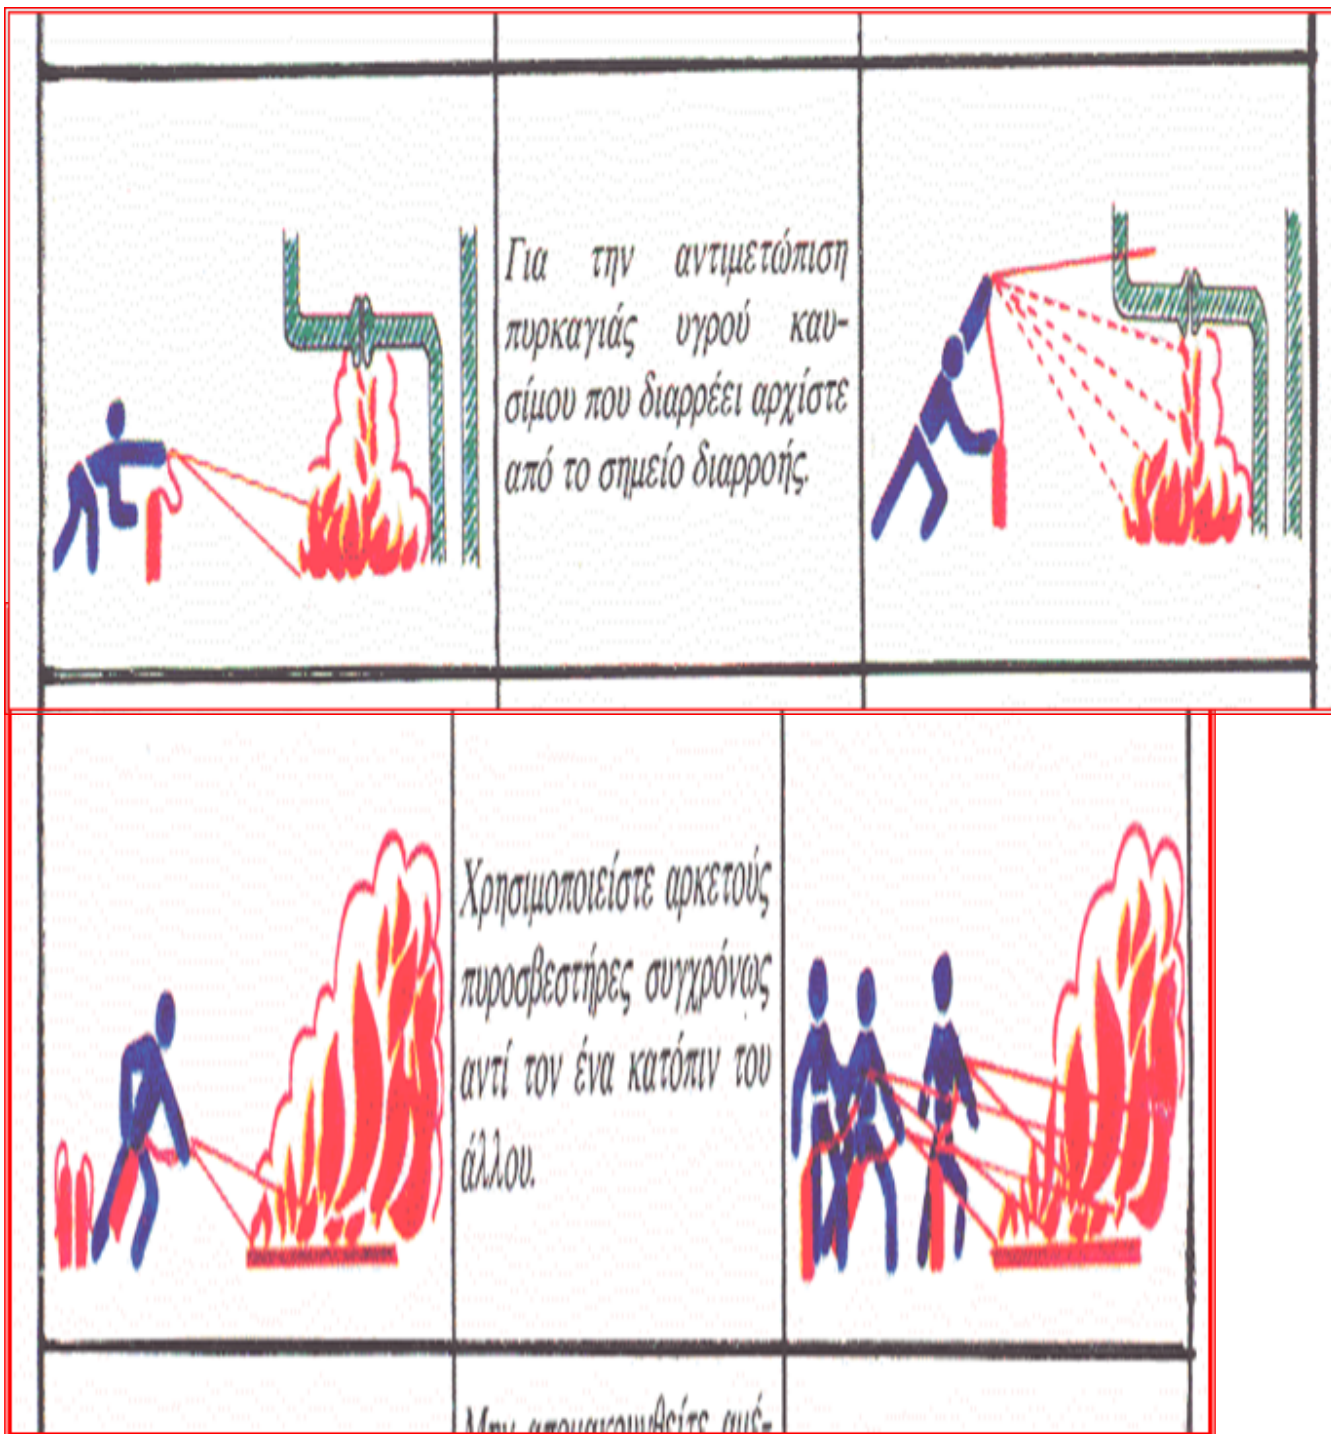 Για την αντιμετώπιση
πυρκαγιάς υγρού καυ-
σίμου που διαρρέει αρχίστε
από το σημείο διαρροής.
Χρησιμοποιείστε αρκετούς
πυροσβεστήρες συγχρόνως
αντί τον ένα κατόπιν του
άλλου.